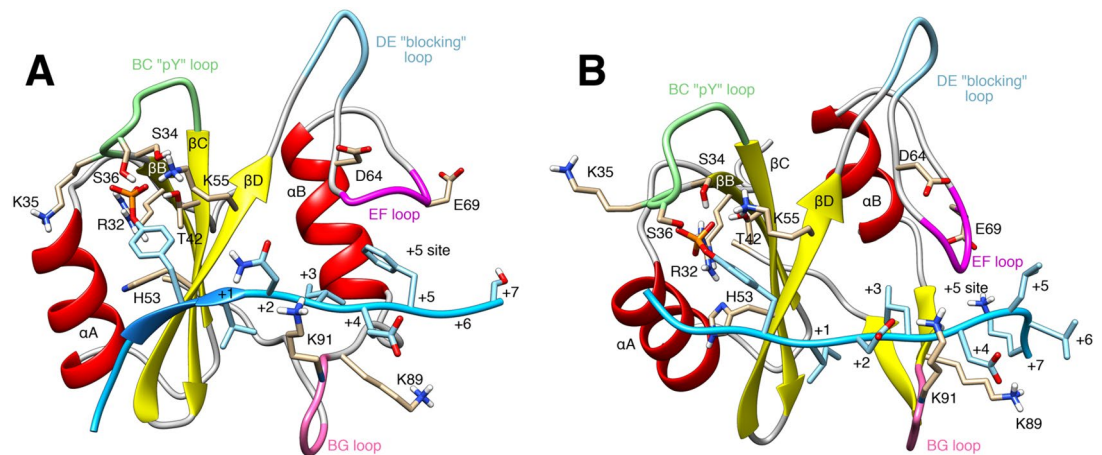 A
BC "pY" loop
DE "blocking"
loop
S34
βC
βB
K55
βD
αB
D64
S36
K35
R32
T42
EF loop
E69
+5 site
H53
+1
+2
+3
+5
+7
+4
+6
αA
K91
K89
BG loop
B
DE "blocking"
loop
BC "pY" loop
S34
βC
K35
βB
K55
βD
αB
D64
S36
T42
E69
R32
EF loop
H53
+3
+5 site
+5
αA
+1
+2
+4
+6
+7
K91
K89
BG loop